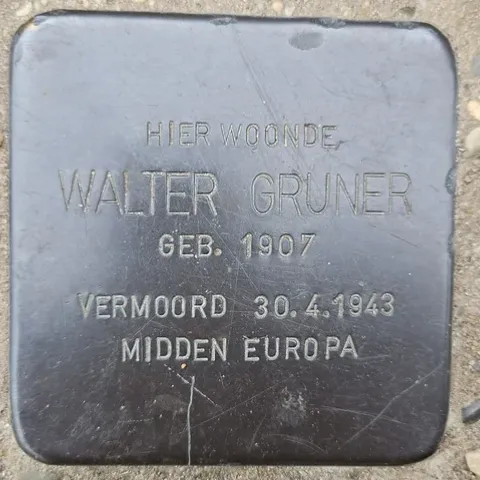 HIER WOONDE
WALTER GRUNER
GEB. 1907
VERMOORD 30.4.1943
MIDDEN EUROPA